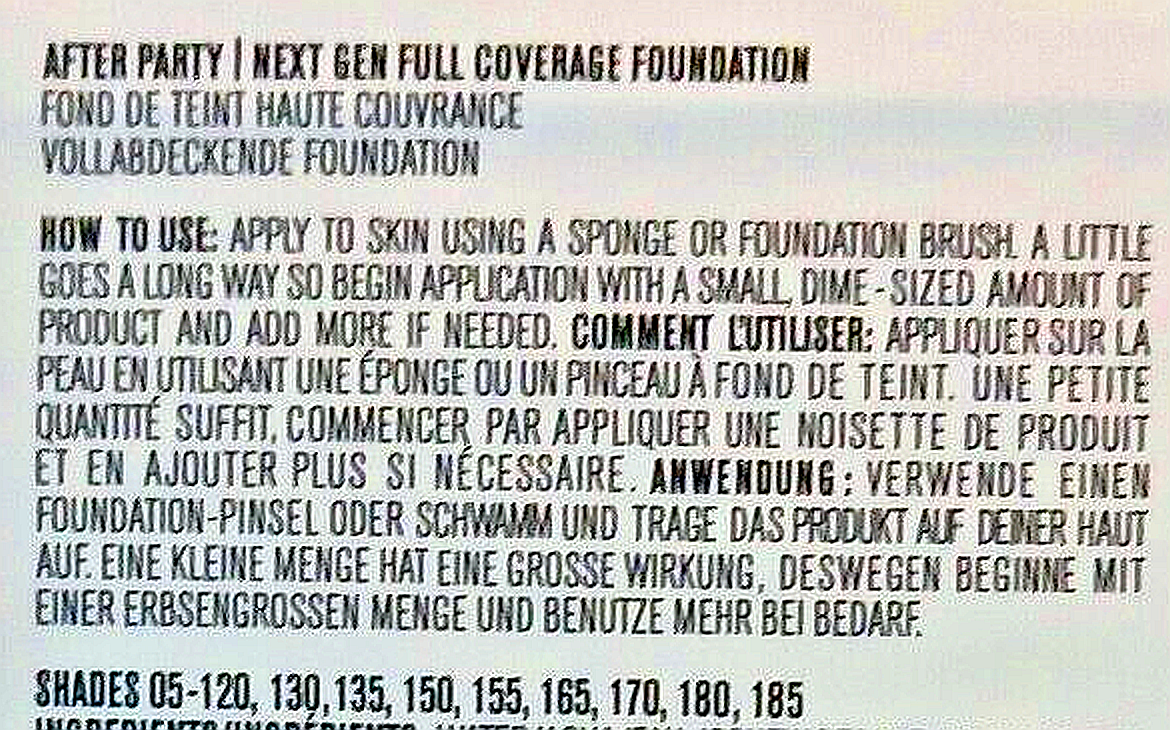 AFTER PARTY | NEXT GEN FULL COVERAGE FOUNDATION
FOND DE TEINT HAUTE COUVRANCE
VOLLABDECKENDE FOUNDATION
HOW TO USE: APPLY TO SKIN USING A SPONGE OR FOUNDATION BRUSH. A LITTLE
GOES A LONG WAY SO BEGIN APPLICATION WITH A SMALL, DIME-SIZED AMOUNT OF
PRODUCT AND ADD MORE IF NEEDED. COMMENT L'UTILISER: APPLIQUER SUR LA
PEAU EN UTILISANT UNE ÉPONGE OU UN PINCEAU À FOND DE TEINT. UNE PETITE
QUANTITÉ SUFFIT, COMMENCER PAR APPLIQUER UNE NOISETTE DE PRODUIT
ET EN AJOUTER PLUS SI NÉCESSAIRE. ANWENDUNG: VERWENDE EINEN
FOUNDATION-PINSEL ODER SCHWAMM UND TRAGE DAS PRODUKT AUF DEINER HAUT
AUF. EINE KLEINE MENGE HAT EINE GROSSE WIRKUNG, DESWEGEN BEGINNE MIT
EINER ERBSENGROSSEN MENGE UND BENUTZE MEHR BEI BEDARF.
SHADES 05-120, 130,135, 150, 155, 165, 170, 180, 185
INGREDIENTS/INGRÉDIENTS: